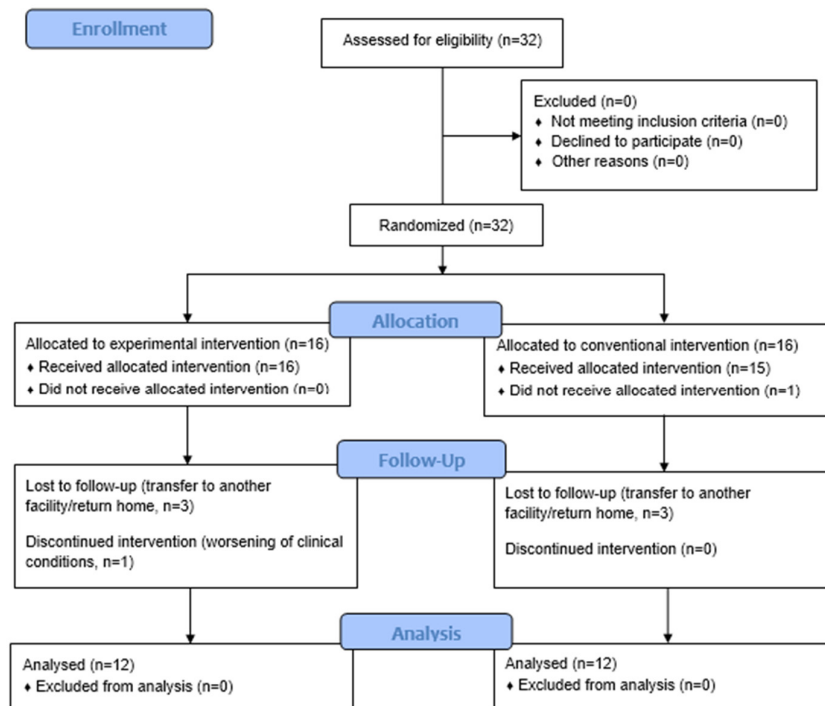 Enrollment
Assessed for eligibility (n=32)
Excluded (n=0)
♦ Not meeting inclusion criteria (n=0)
♦ Declined to participate (n=0)
♦ Other reasons (n=0)
Randomized (n=32)
Allocation
Allocated to experimental intervention (n=16)
♦ Received allocated intervention (n=16)
♦ Did not receive allocated intervention (n=0)
Allocated to conventional intervention (n=16)
♦ Received allocated intervention (n=15)
♦ Did not receive allocated intervention (n=1)
Follow-Up
Lost to follow-up (transfer to another
facility/return home, n=3)
Discontinued intervention (worsening of clinical
conditions, n=1)
Lost to follow-up (transfer to another
facility/return home, n=3)
Discontinued intervention (n=0)
Analysis
Analysed (n=12)
♦ Excluded from analysis (n=0)
Analysed (n=12)
♦ Excluded from analysis (n=0)